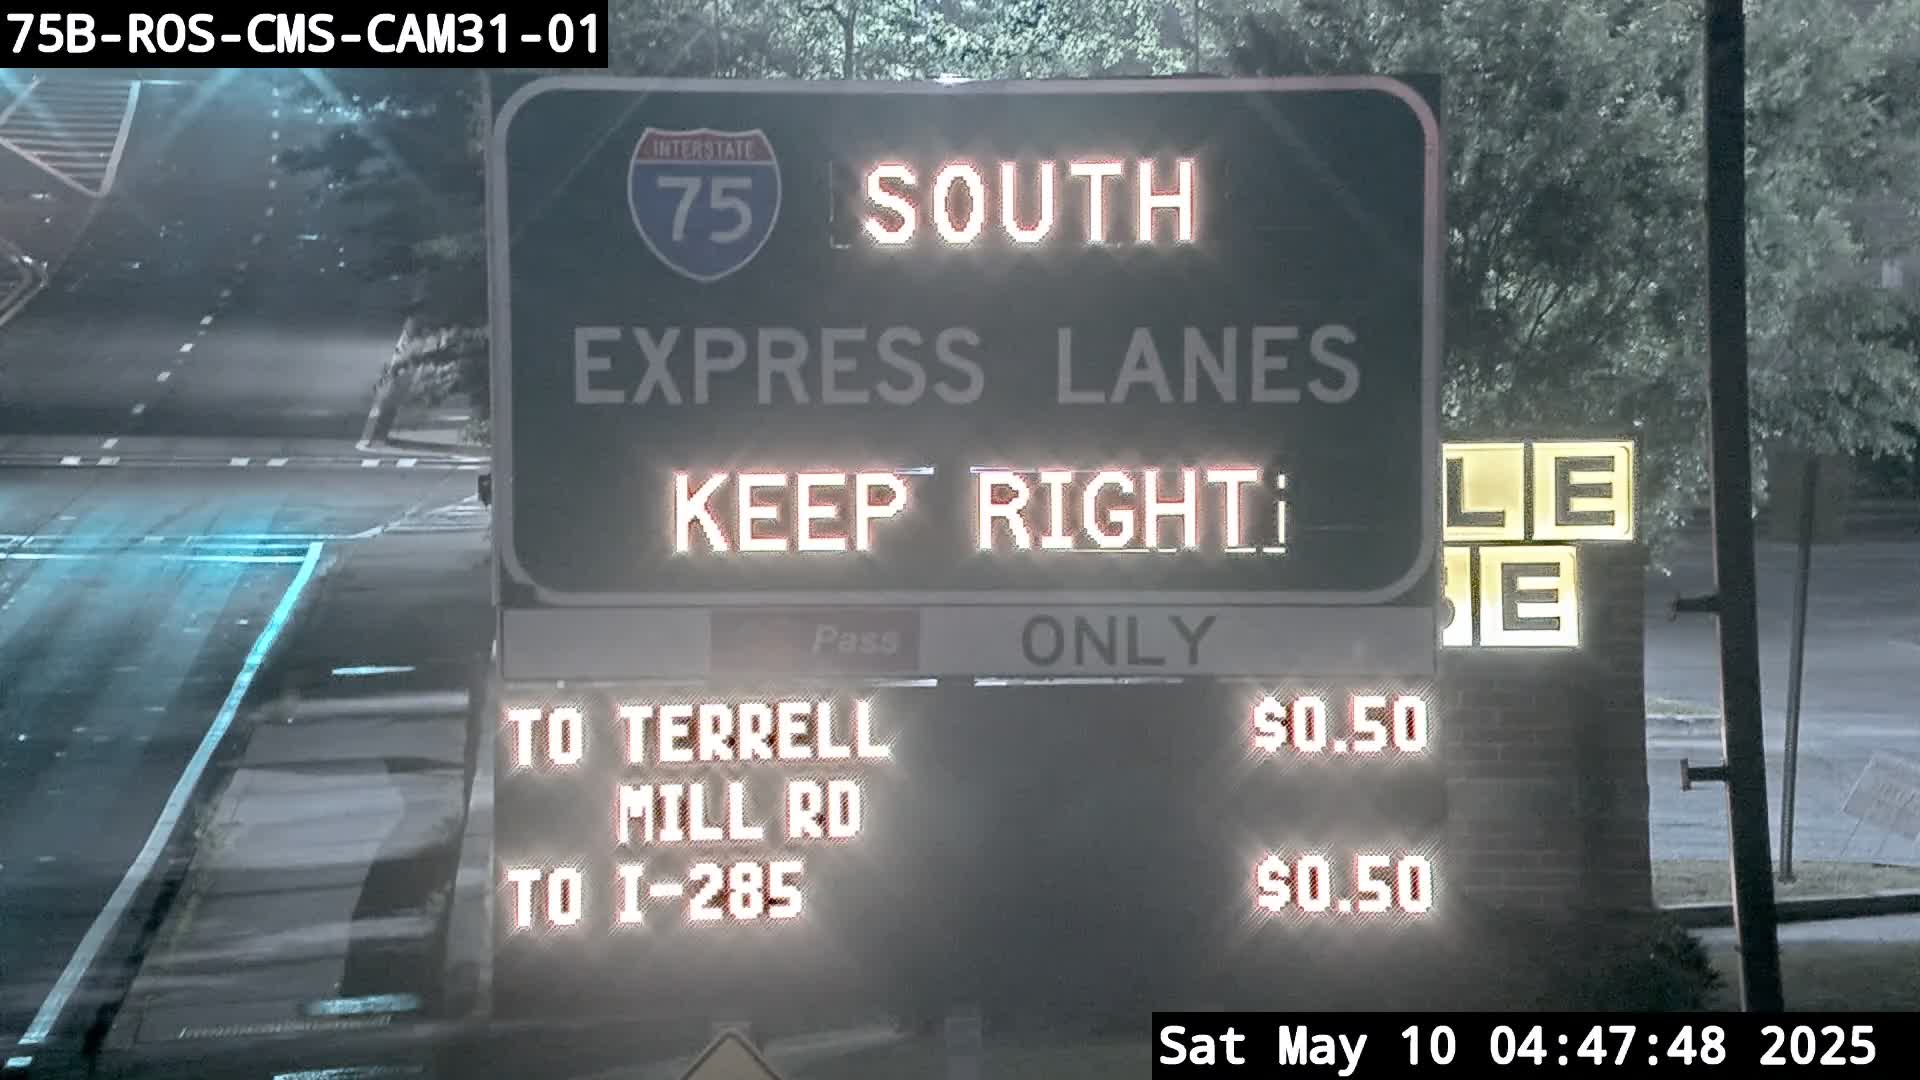 75B-ROS-CMS-CAM31-01
INTERSTATE
75
SOUTH
EXPRESS LANES
KEEP RIGHT
Pass ONLY
TO TERRELL $0.50
MILL RD
TO I-285 $0.50
LE
E
Sat May 10 04:47:48 2025